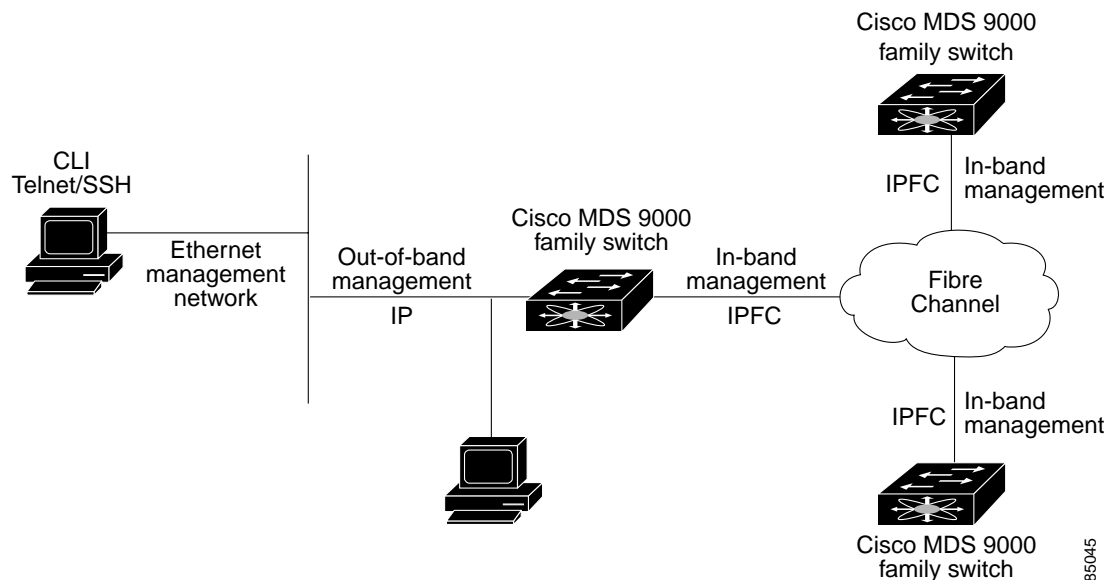 Cisco MDS 9000
family switch
CLI
Telnet/SSH
IPFC
In-band
management
Cisco MDS 9000
family switch
Ethernet
management
network
Out-of-band
management
IP
In-band
management
IPFC
Fibre
Channel
IPFC
In-band
management
Cisco MDS 9000
family switch
85045